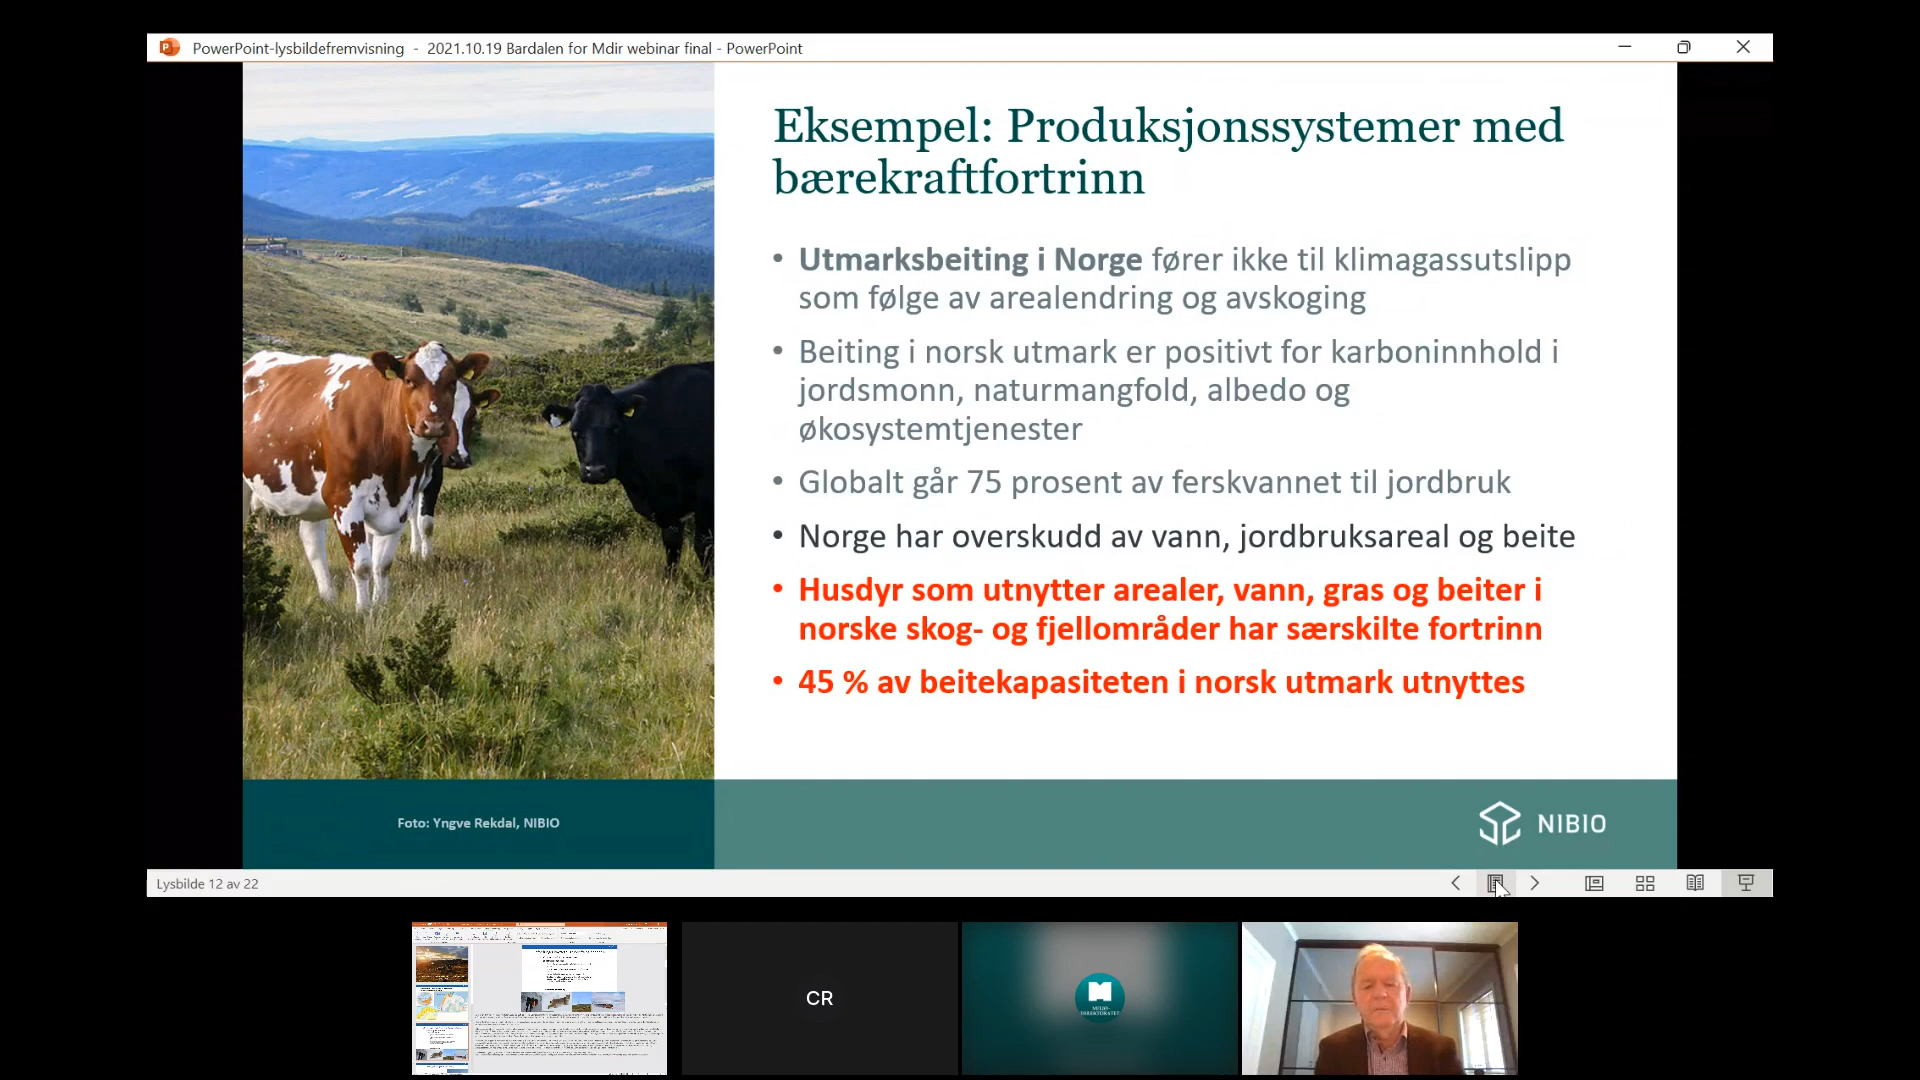 PowerPoint-lysbildefremvisning - 2021.10.19 Bardalen for Mdir webinar final - PowerPoint
Eksempel: Produksjonssystemer med
bærekraftfortrinn
• Utmarksbeiting i Norge fører ikke til klimagassutslipp
som følge av arealendring og avskoging
• Beiting i norsk utmark er positivt for karboninnhold i
jordsmonn, naturmangfold, albedo og
økosystemtjenester
• Globalt går 75 prosent av ferskvannet til jordbruk
• Norge har overskudd av vann, jordbruksareal og beite
• Husdyr som utnytter arealer, vann, gras og beiter i
norske skog- og fjellområder har særskilte fortrinn
• 45 % av beitekapasiteten i norsk utmark utnyttes
Foto: Yngve Rekdal, NIBIO
NIBIO
Lysbilde 12 av 22
CR
MILJØ-
DIREKTORATET